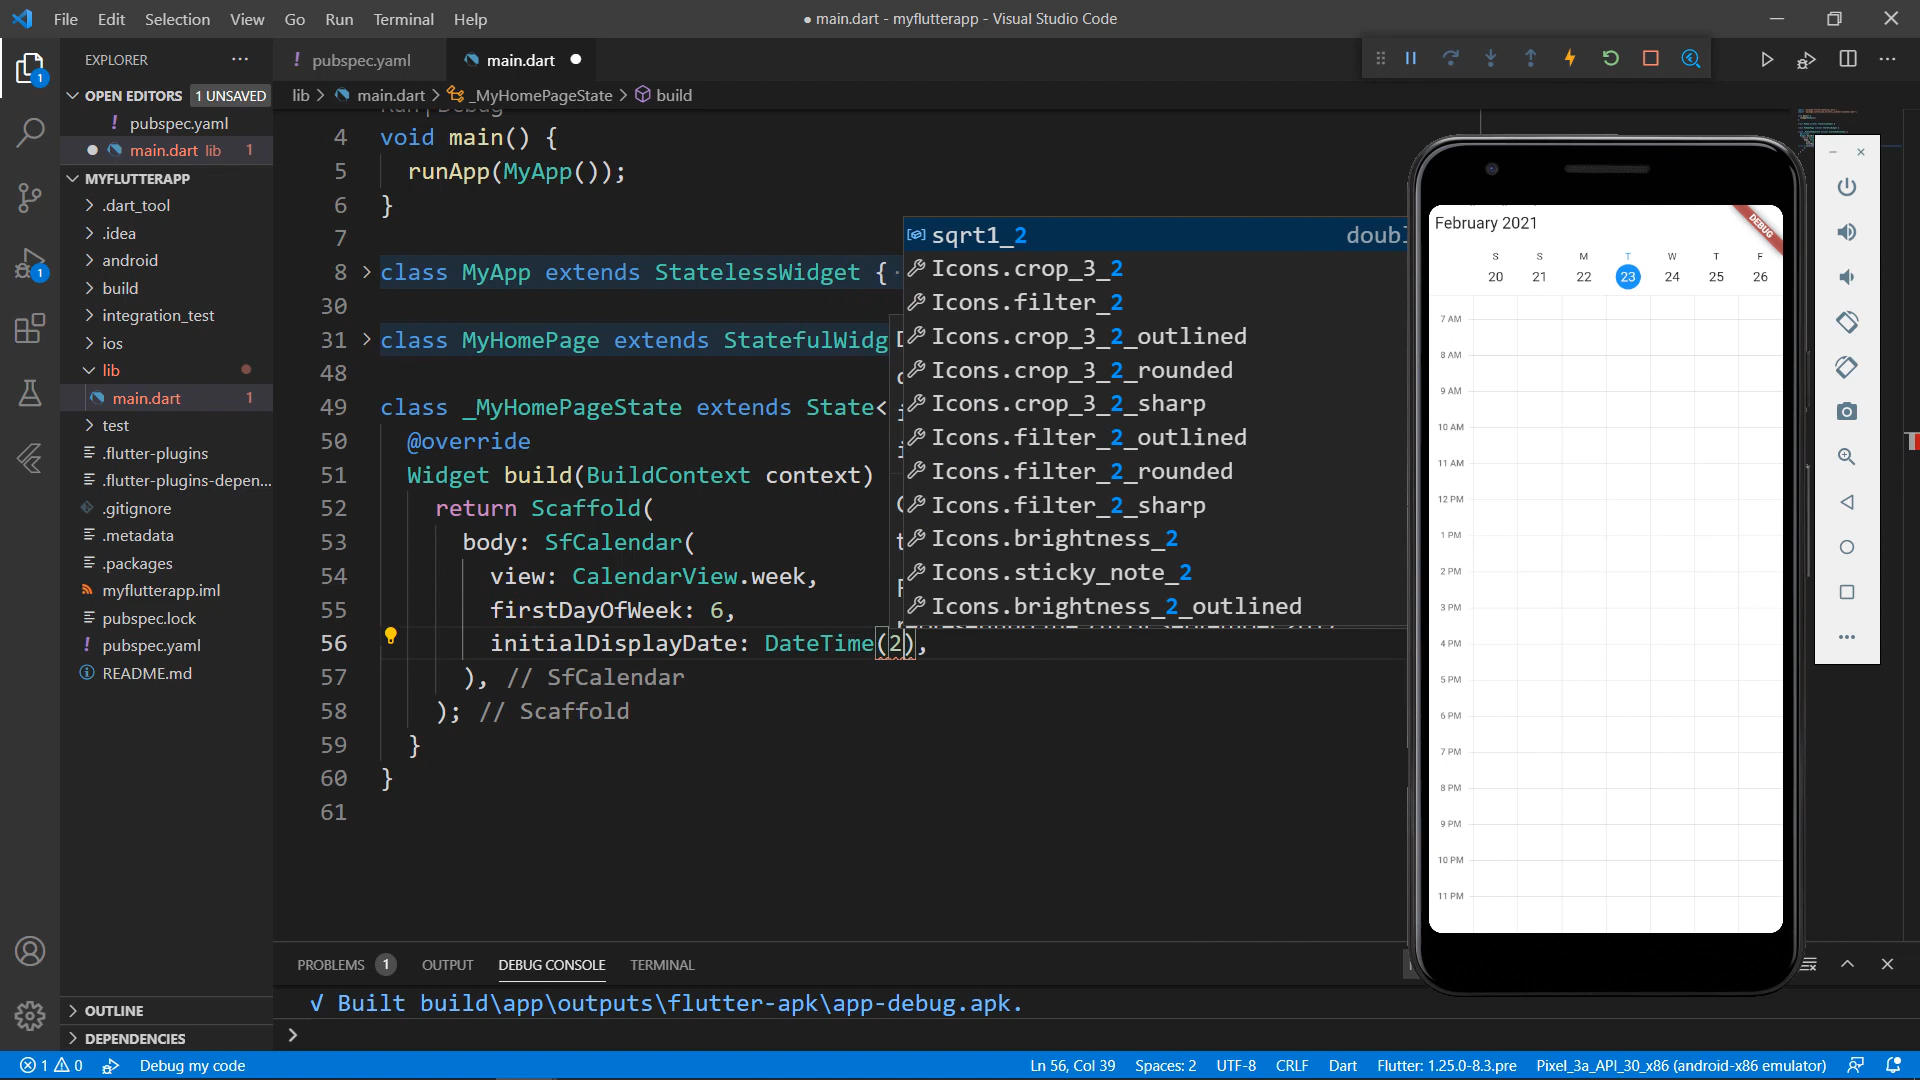 File Edit Selection View Go Run Terminal Help
● main.dart - myflutterapp - Visual Studio Code
EXPLORER
OPEN EDITORS 1 UNSAVED
! pubspec.yaml
main.dart lib 1
MYFLUTTERAPP
.dart_tool
.idea
android
build
integration_test
ios
lib
main.dart 1
test
.flutter-plugins
.flutter-plugins-depen...
.gitignore
.metadata
.packages
myflutterapp.iml
pubspec.lock
! pubspec.yaml
README.md
OUTLINE
DEPENDENCIES
! pubspec.yaml
main.dart ●
lib > main.dart > _MyHomePageState > build
Run | Debug
4 void main() {
5 runApp(MyApp());
6 }
7
8 class MyApp extends StatelessWidget {
30
31 class MyHomePage extends StatefulWidg
48
49 class _MyHomePageState extends State<
50 @override
51 Widget build(BuildContext context)
52 return Scaffold(
53 body: SfCalendar(
54 view: CalendarView.week,
55 firstDayOfWeek: 6,
56 initialDisplayDate: DateTime(2),
57 ), // SfCalendar
58 ); // Scaffold
59 }
60 }
61
sqrt1_2 doubl
Icons.crop_3_2
Icons.filter_2
Icons.crop_3_2_outlined
Icons.crop_3_2_rounded
Icons.crop_3_2_sharp
Icons.filter_2_outlined
Icons.filter_2_rounded
Icons.filter_2_sharp
Icons.brightness_2
Icons.sticky_note_2
Icons.brightness_2_outlined
February 2021
DEBUG
S S M T W T F
20 21 22 23 24 25 26
7 AM
8 AM
9 AM
10 AM
11 AM
12 PM
1 PM
2 PM
3 PM
4 PM
5 PM
6 PM
7 PM
8 PM
9 PM
10 PM
11 PM
PROBLEMS 1 OUTPUT DEBUG CONSOLE TERMINAL
√ Built build\app\outputs\flutter-apk\app-debug.apk.
>
1 0 Debug my code
Ln 56, Col 39 Spaces: 2 UTF-8 CRLF Dart Flutter: 1.25.0-8.3.pre Pixel_3a_API_30_x86 (android-x86 emulator)